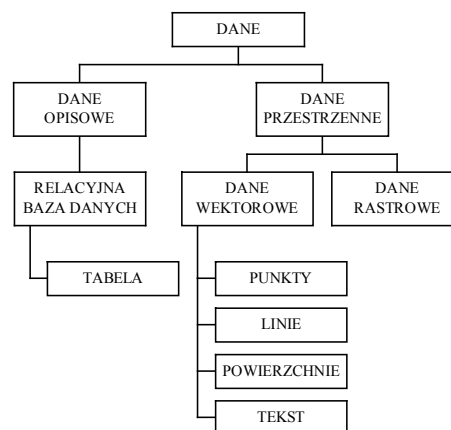 DANE
DANE
OPISOWE
DANE
PRZESTRZENNE
RELACYJNA
BAZA DANYCH
DANE
WEKTOROWE
DANE
RASTROWE
TABELA
PUNKTY
LINIE
POWIERZCHNIE
TEKST